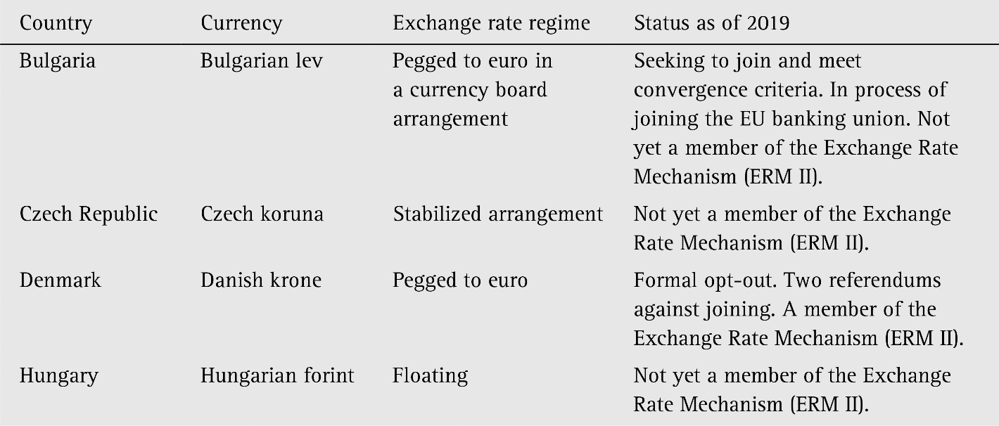 Country Currency Exchange rate regime Status as of 2019
Bulgaria Bulgarian lev Pegged to euro in Seeking to join and meet
a currency board convergence criteria. In process of
arrangement joining the EU banking union. Not
yet a member of the Exchange Rate
Mechanism (ERM II).
Czech Republic Czech koruna Stabilized arrangement Not yet a member of the Exchange
Rate Mechanism (ERM II).
Denmark Danish krone Pegged to euro Formal opt-out. Two referendums
against joining. A member of the
Exchange Rate Mechanism (ERM II).
Hungary Hungarian forint Floating Not yet a member of the Exchange
Rate Mechanism (ERM II).